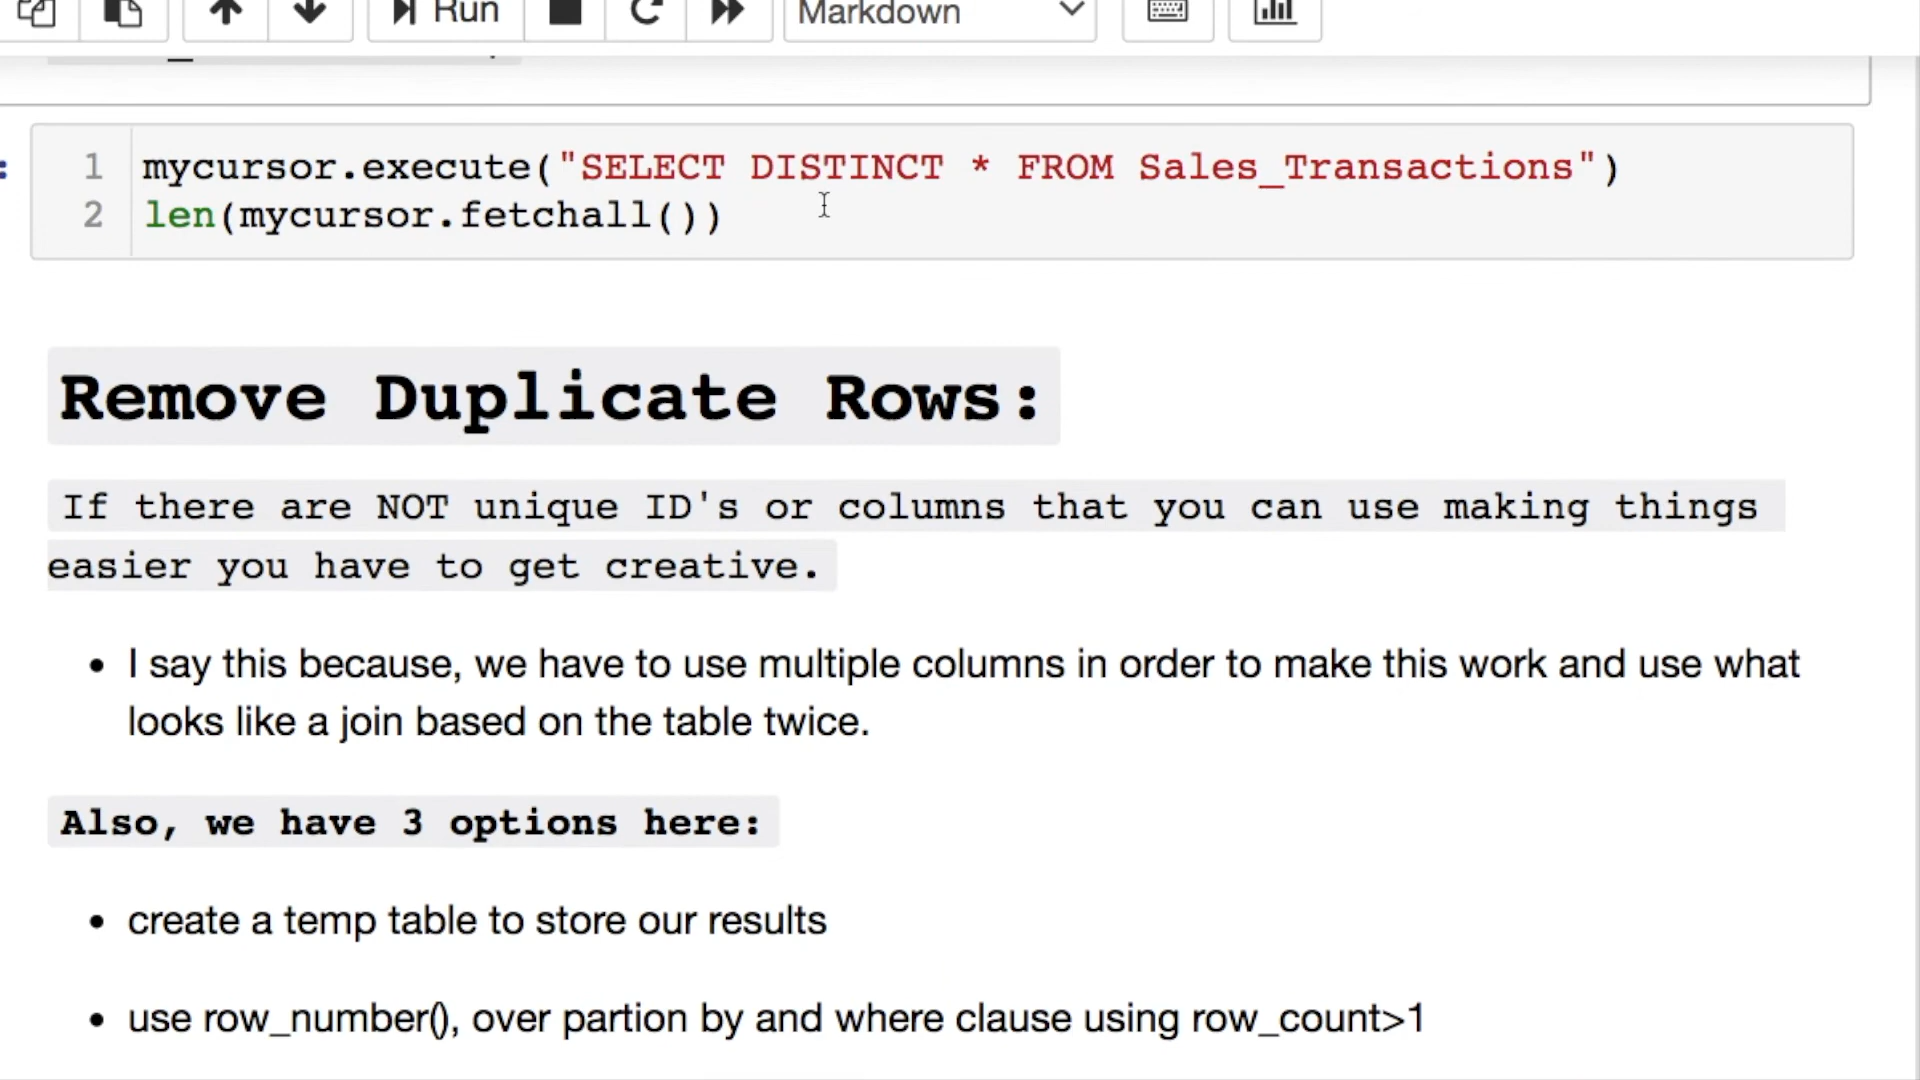 Run
Markdown
1 mycursor.execute("SELECT DISTINCT * FROM Sales_Transactions")
2 len(mycursor.fetchall())
Remove Duplicate Rows:
If there are NOT unique ID's or columns that you can use making things
easier you have to get creative.
• I say this because, we have to use multiple columns in order to make this work and use what
looks like a join based on the table twice.
Also, we have 3 options here:
• create a temp table to store our results
• use row_number(), over partion by and where clause using row_count>1